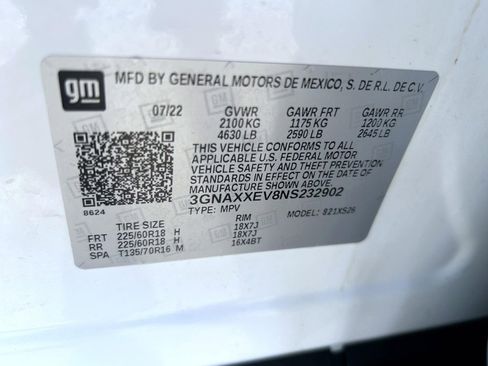 gm MFD BY GENERAL MOTORS DE MEXICO, S. DE R.L. DE C.V.
07/22 GVWR GAWR FRT GAWR RR
2100 KG 1175 KG 1200 KG
4630 LB 2590 LB 2645 LB
THIS VEHICLE CONFORMS TO ALL
APPLICABLE U.S. FEDERAL MOTOR
VEHICLE SAFETY AND THEFT
PREVENTION STANDARDS IN EFFECT ON
THE DATE OF MANUFACTURE SHOWN ABOVE.
3GNAXXEV8NS232902
8624 TYPE: MPV MODEL: 821XS26
TIRE SIZE RIM
FRT 225/60R18 H 18X7J
RR 225/60R18 H 18X7J
SPA T135/70R16 M 16X4BT